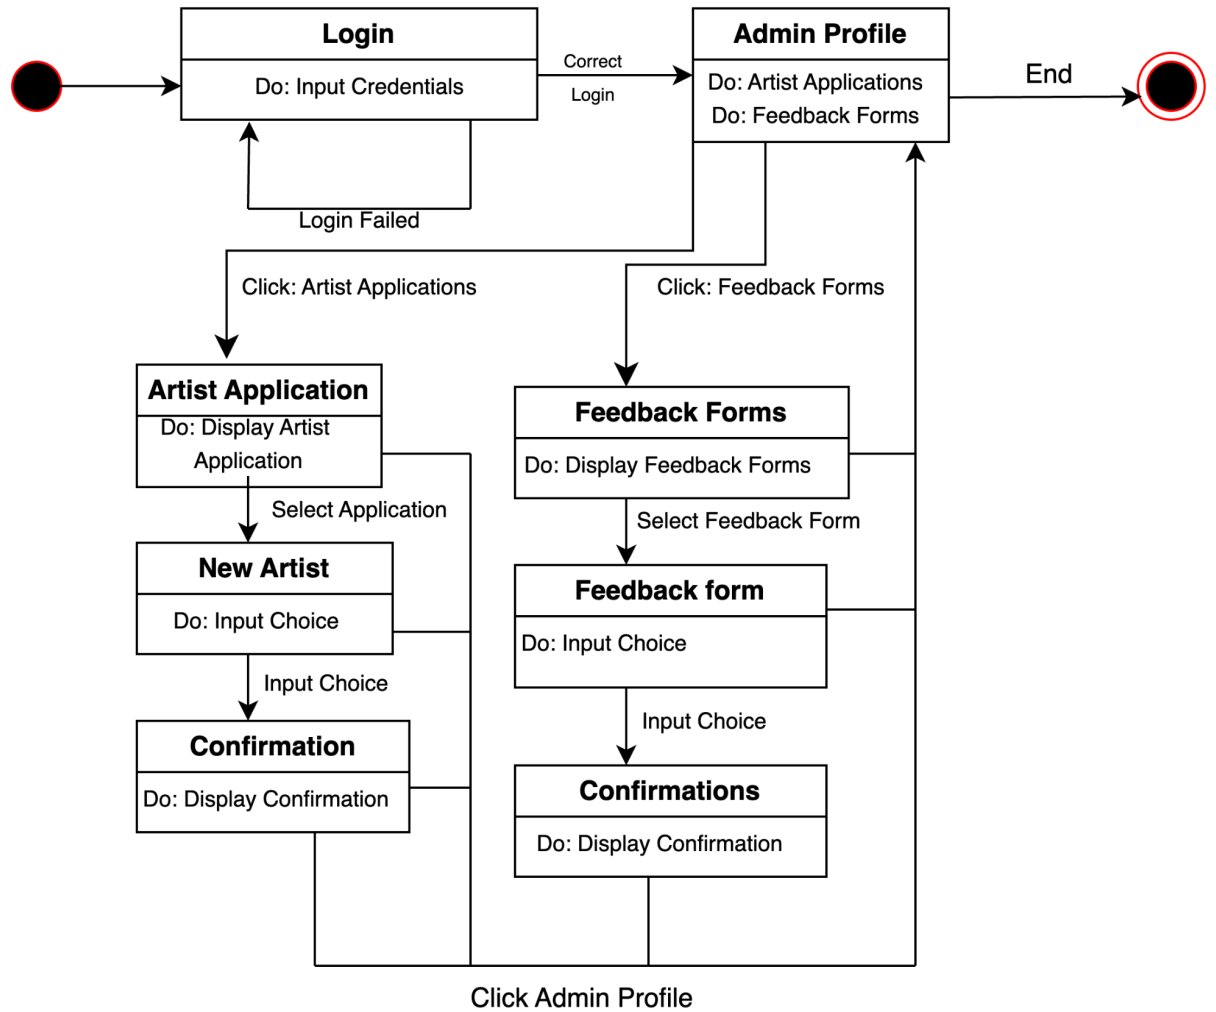 Login
Do: Input Credentials
Correct
Login
Admin Profile
Do: Artist Applications
Do: Feedback Forms
End
Login Failed
Click: Artist Applications
Click: Feedback Forms
Artist Application
Do: Display Artist
Application
Select Application
New Artist
Do: Input Choice
Input Choice
Confirmation
Do: Display Confirmation
Feedback Forms
Do: Display Feedback Forms
Select Feedback Form
Feedback form
Do: Input Choice
Input Choice
Confirmations
Do: Display Confirmation
Click Admin Profile